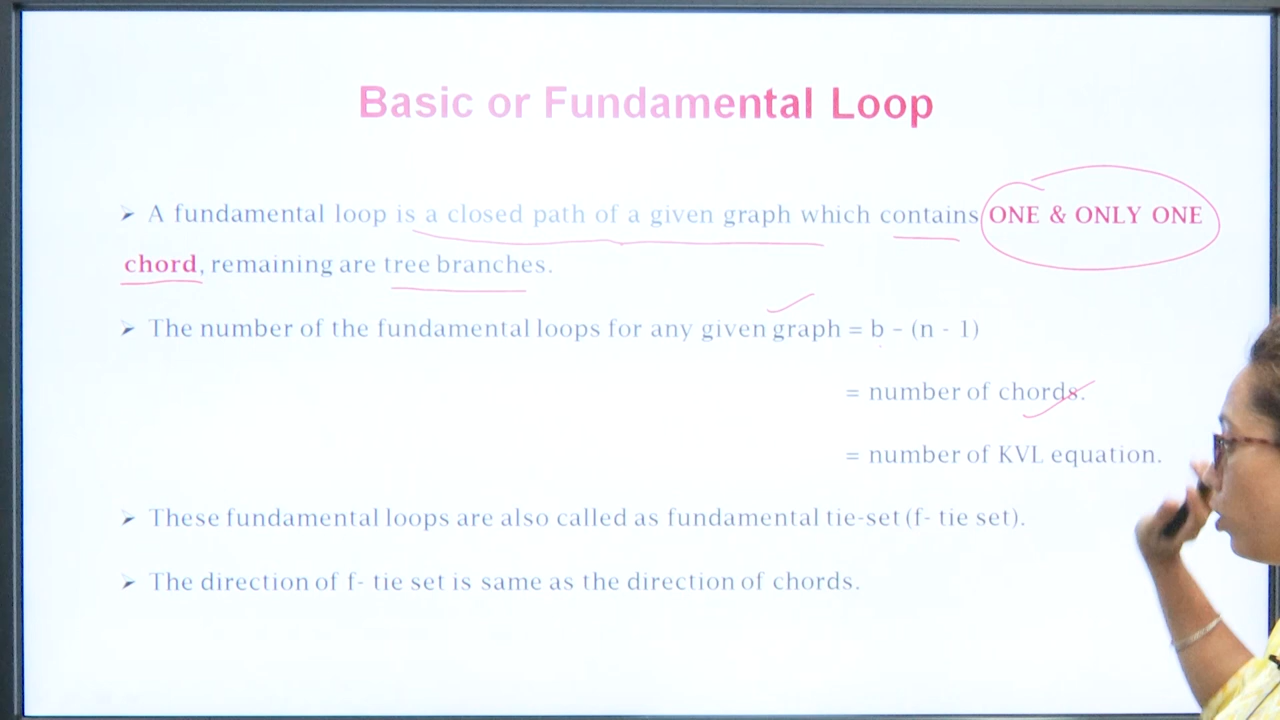 Basic or Fundamental Loop
➢ A fundamental loop is a closed path of a given graph which contains ONE & ONLY ONE
chord, remaining are tree branches.
➢ The number of the fundamental loops for any given graph = b – (n - 1)
= number of chords.
= number of KVL equation.
➢ These fundamental loops are also called as fundamental tie-set (f- tie set).
➢ The direction of f- tie set is same as the direction of chords.